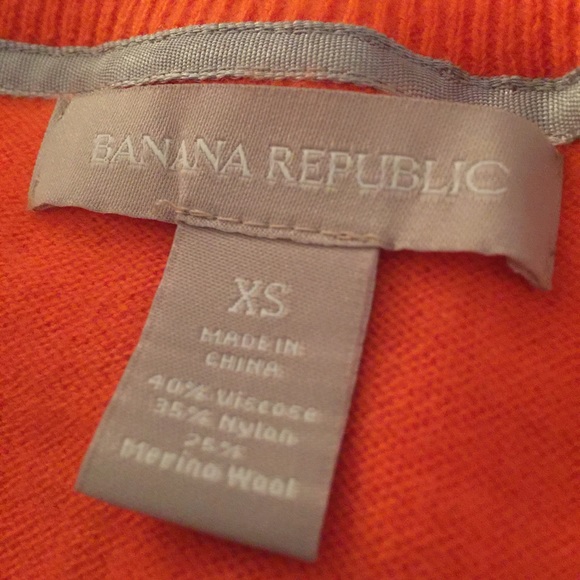 BANANA REPUBLIC
XS
MADE IN
CHINA
40% Viscose
35% Nylon
25%
Merino Wool